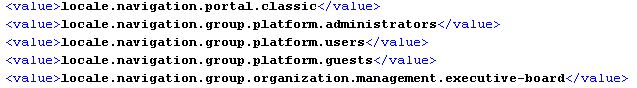 <value>locale.navigation.portal.classic</value>
<value>locale.navigation.group.platform.administrators</value>
<value>locale.navigation.group.platform.users</value>
<value>locale.navigation.group.platform.guests</value>
<value>locale.navigation.group.organization.management.executive-board</value>